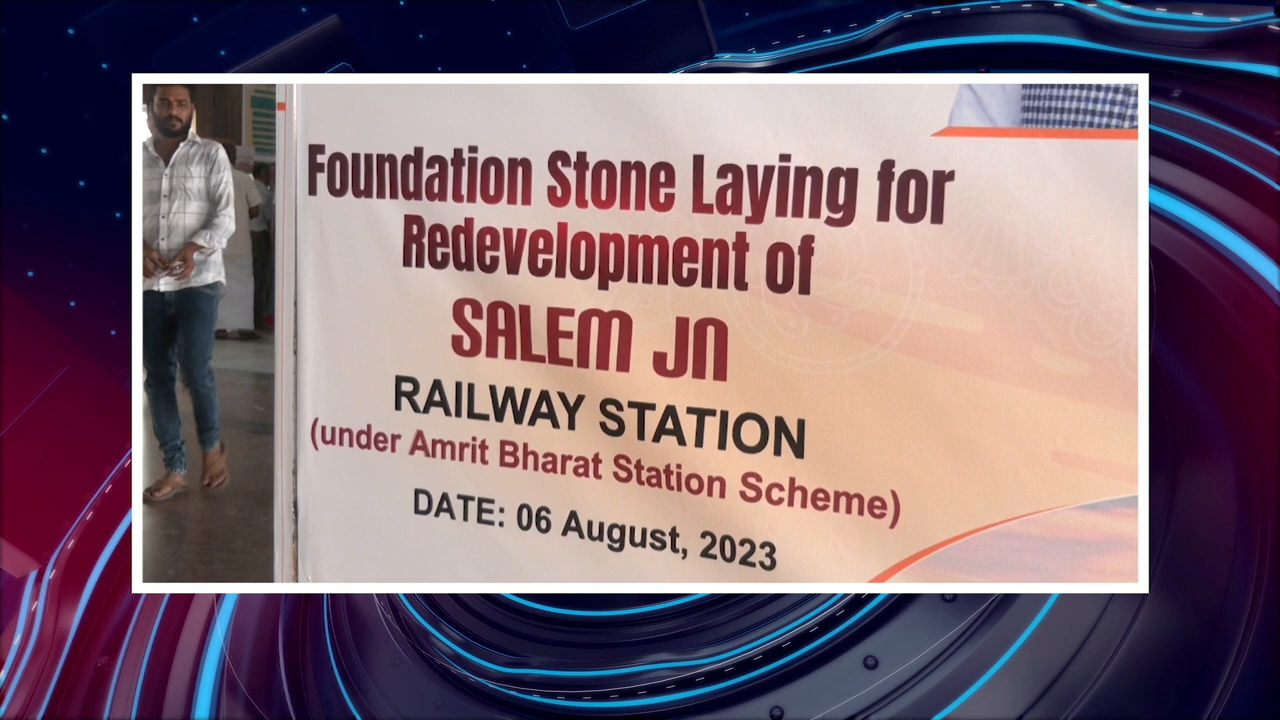 Foundation Stone Laying for
Redevelopment of
SALEM JN
RAILWAY STATION
(under Amrit Bharat Station Scheme)
DATE: 06 August, 2023